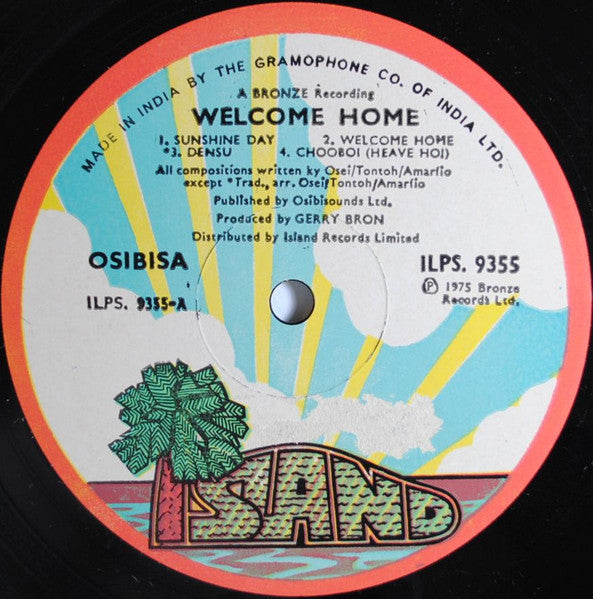 MADE IN INDIA BY THE GRAMOPHONE CO. OF INDIA LTD.
A BRONZE Recording
WELCOME HOME
1. SUNSHINE DAY 2. WELCOME HOME
*3. DENSU 4. CHOOBOI (HEAVE HO!)
All compositions written ky Osei/Tontoh/Amarfio
except *Trad., arr. Osei/Tontoh/Amarfio
Published by Osibisounds Ltd.
Produced by GERRY BRON
Distributed by Island Records Limited
OSIBISA
ILPS. 9355-A
ILPS. 9355
℗ 1975 Bronze
Records Ltd.
ISLAND